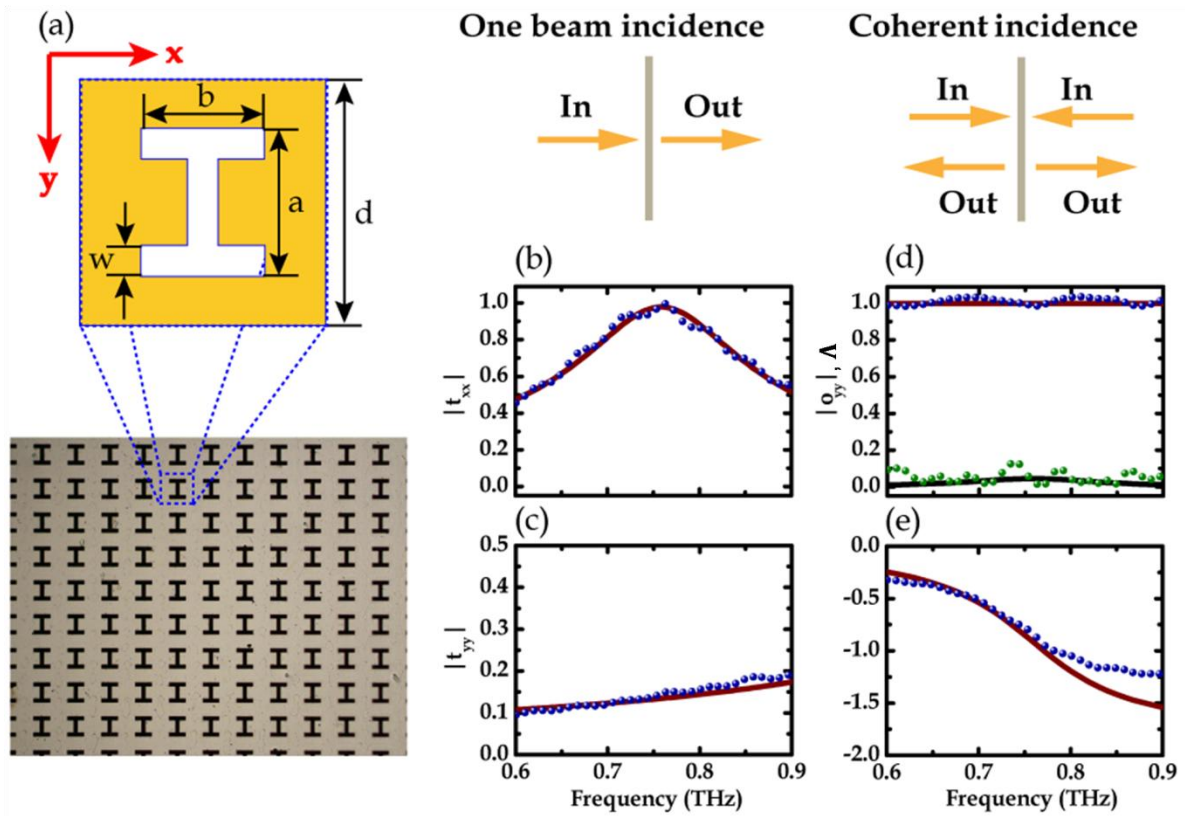 (a)
x
y
b
a
d
w
One beam incidence
In
Out
Coherent incidence
In
In
Out
Out
(b)
|t_xx|
1.0
0.8
0.6
0.4
0.2
0.0
(c)
|t_yy|
0.5
0.4
0.3
0.2
0.1
0.0
0.6
0.7
0.8
0.9
Frequency (THz)
(d)
|o_yy|, Λ
1.0
0.8
0.6
0.4
0.2
0.0
(e)
0.0
-0.5
-1.0
-1.5
-2.0
0.6
0.7
0.8
0.9
Frequency (THz)